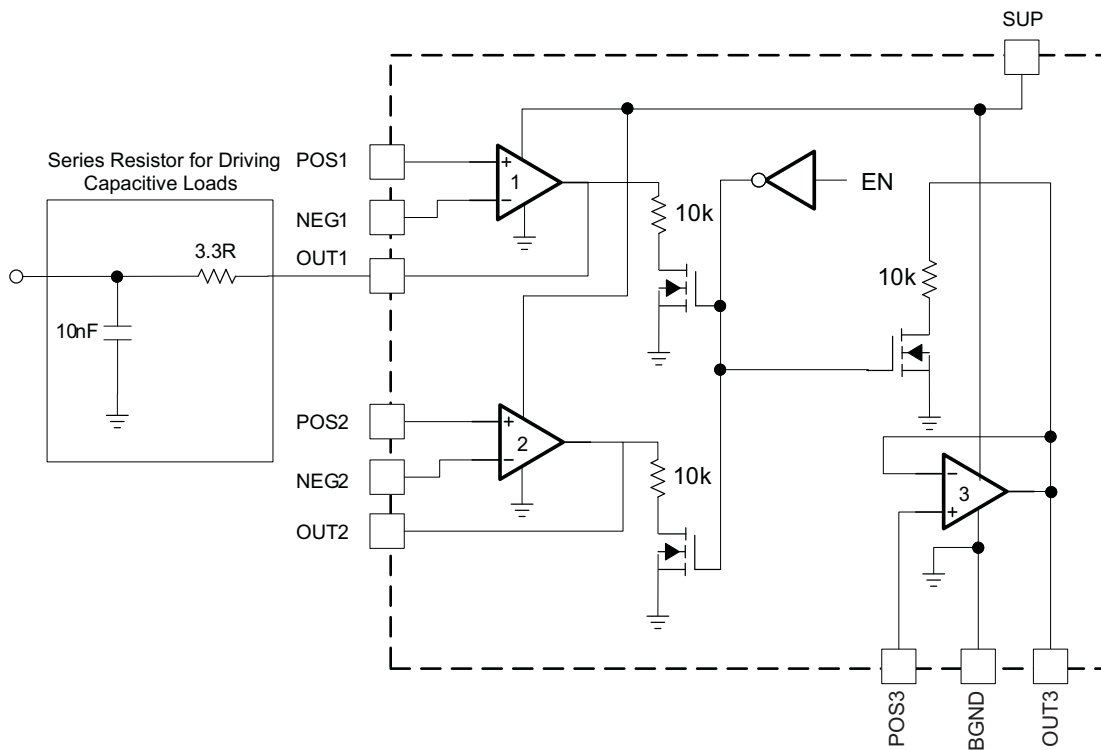 SUP
Series Resistor for Driving
Capacitive Loads
POS1
+
1
−
NEG1
EN
10k
3.3R
OUT1
10k
10nF
POS2
+
2
−
NEG2
10k
−
3
+
OUT2
POS3
BGND
OUT3